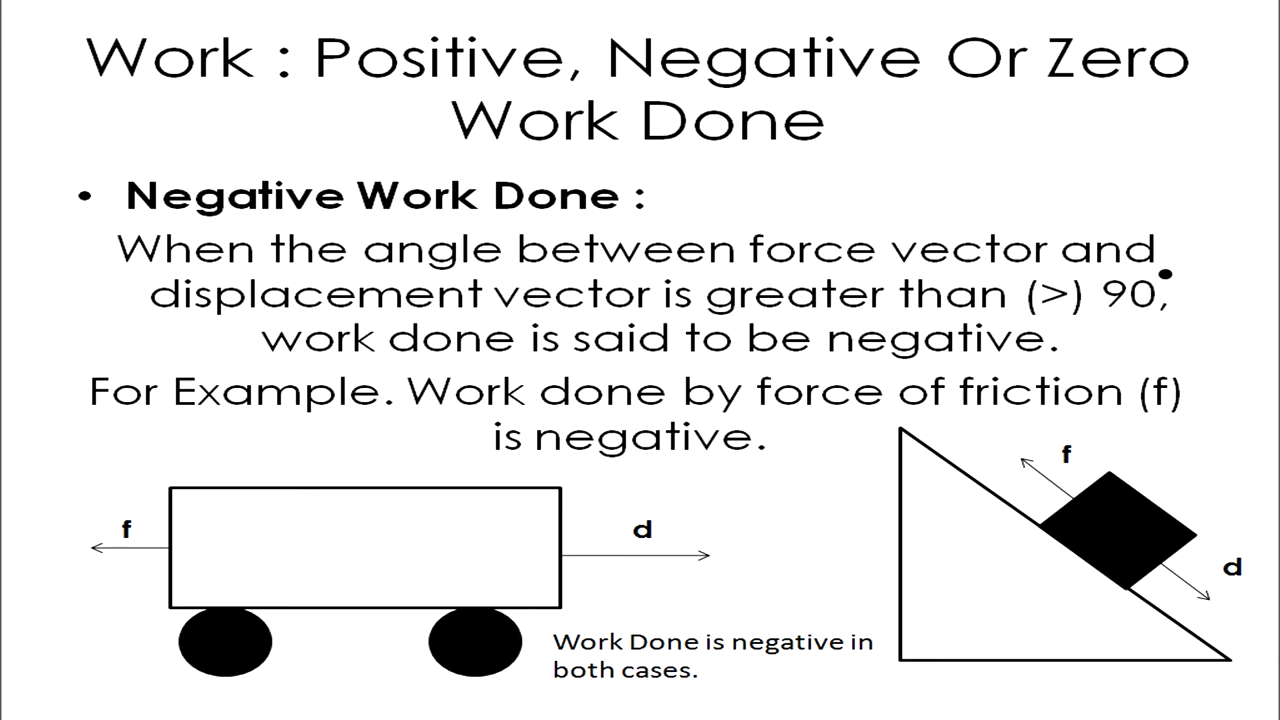 Work : Positive, Negative Or Zero
Work Done
• Negative Work Done :
When the angle between force vector and
displacement vector is greater than (>) 90,
work done is said to be negative.
For Example. Work done by force of friction (f)
is negative.
f
f
d
d
Work Done is negative in
both cases.